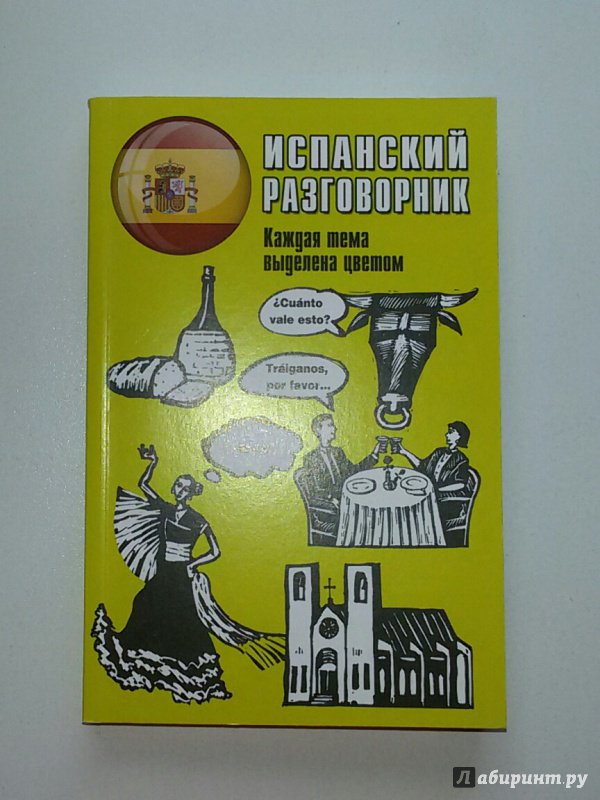 ИСПАНСКИЙ
РАЗГОВОРНИК
Каждая тема
выделена цветом
¿Cuánto
vale esto?
Tráiganos,
por favor...
Лабиринт.ру